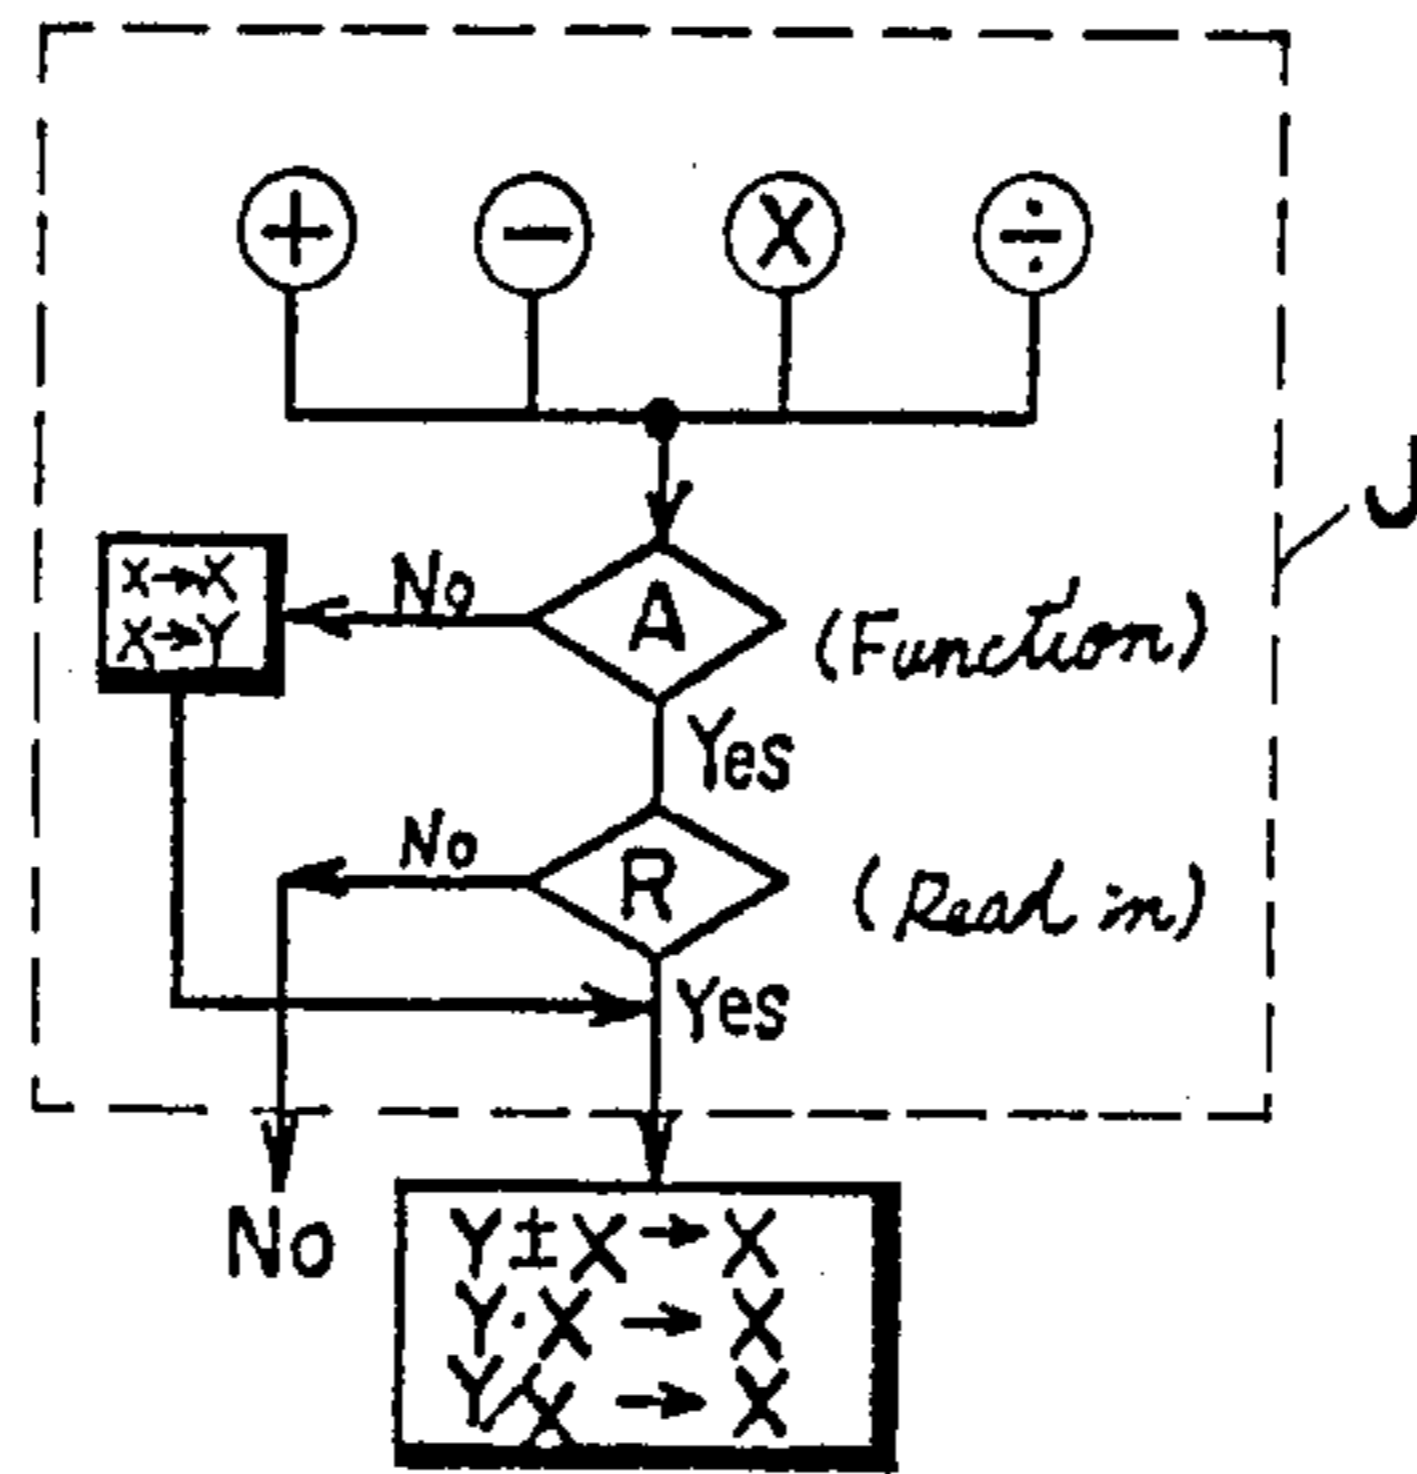 + − X ÷
J
X→X
X→Y
No
A
(Function)
Yes
No
R
(Read in)
Yes
No
Y±X→X
Y·X→X
Y/X→X